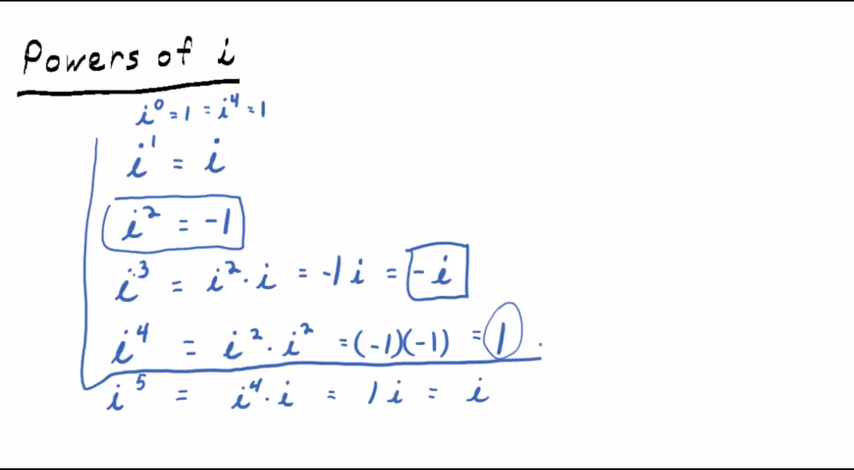 Powers of i
i⁰ = 1 = i⁴ = 1
i¹ = i
i² = -1
i³ = i² · i = -1i = -i
i⁴ = i² · i² = (-1)(-1) = 1
i⁵ = i⁴ · i = 1i = i